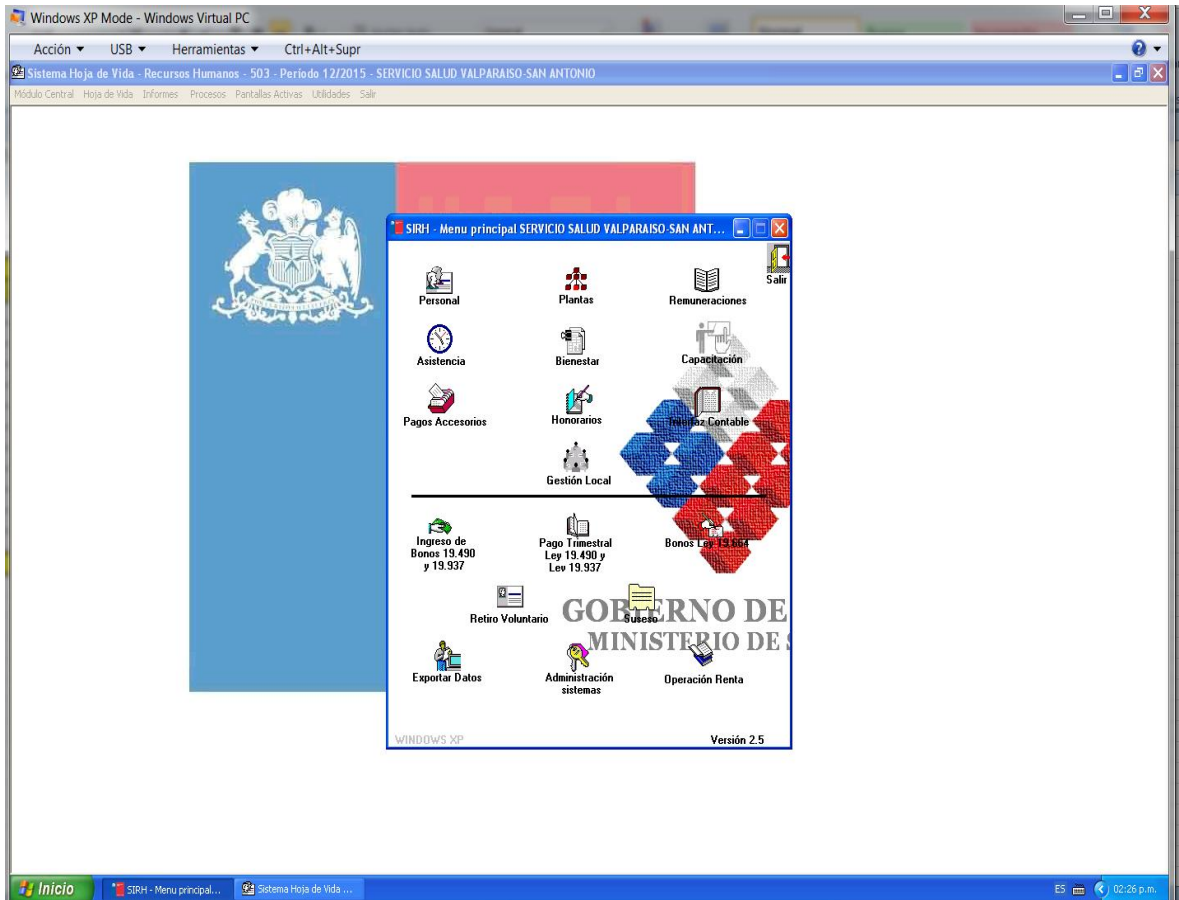 Windows XP Mode - Windows Virtual PC
Acción USB Herramientas Ctrl+Alt+Supr
Sistema Hoja de Vida - Recursos Humanos - 503 - Periodo 12/2015 - SERVICIO SALUD VALPARAISO-SAN ANTONIO
Módulo Central Hoja de Vida Informes Procesos Pantallas Activas Utilidades Salir
SIRH - Menu principal SERVICIO SALUD VALPARAISO-SAN ANT...
Salir
Personal Plantas Remuneraciones
Asistencia Bienestar Capacitación
Pagos Accesorios Honorarios Interfaz Contable
Gestión Local
Ingreso de
Bonos 19.490
y 19.937
Pago Trimestral
Ley 19.490 y
Ley 19.937
Bonos Ley 19.664
Retiro Voluntario Suseso
GOBIERNO DE
MINISTERIO DE
Exportar Datos
Administración
sistemas
Operación Renta
WINDOWS XP Versión 2.5
Inicio SIRH - Menu principal... Sistema Hoja de Vida ... ES 02:26 p.m.